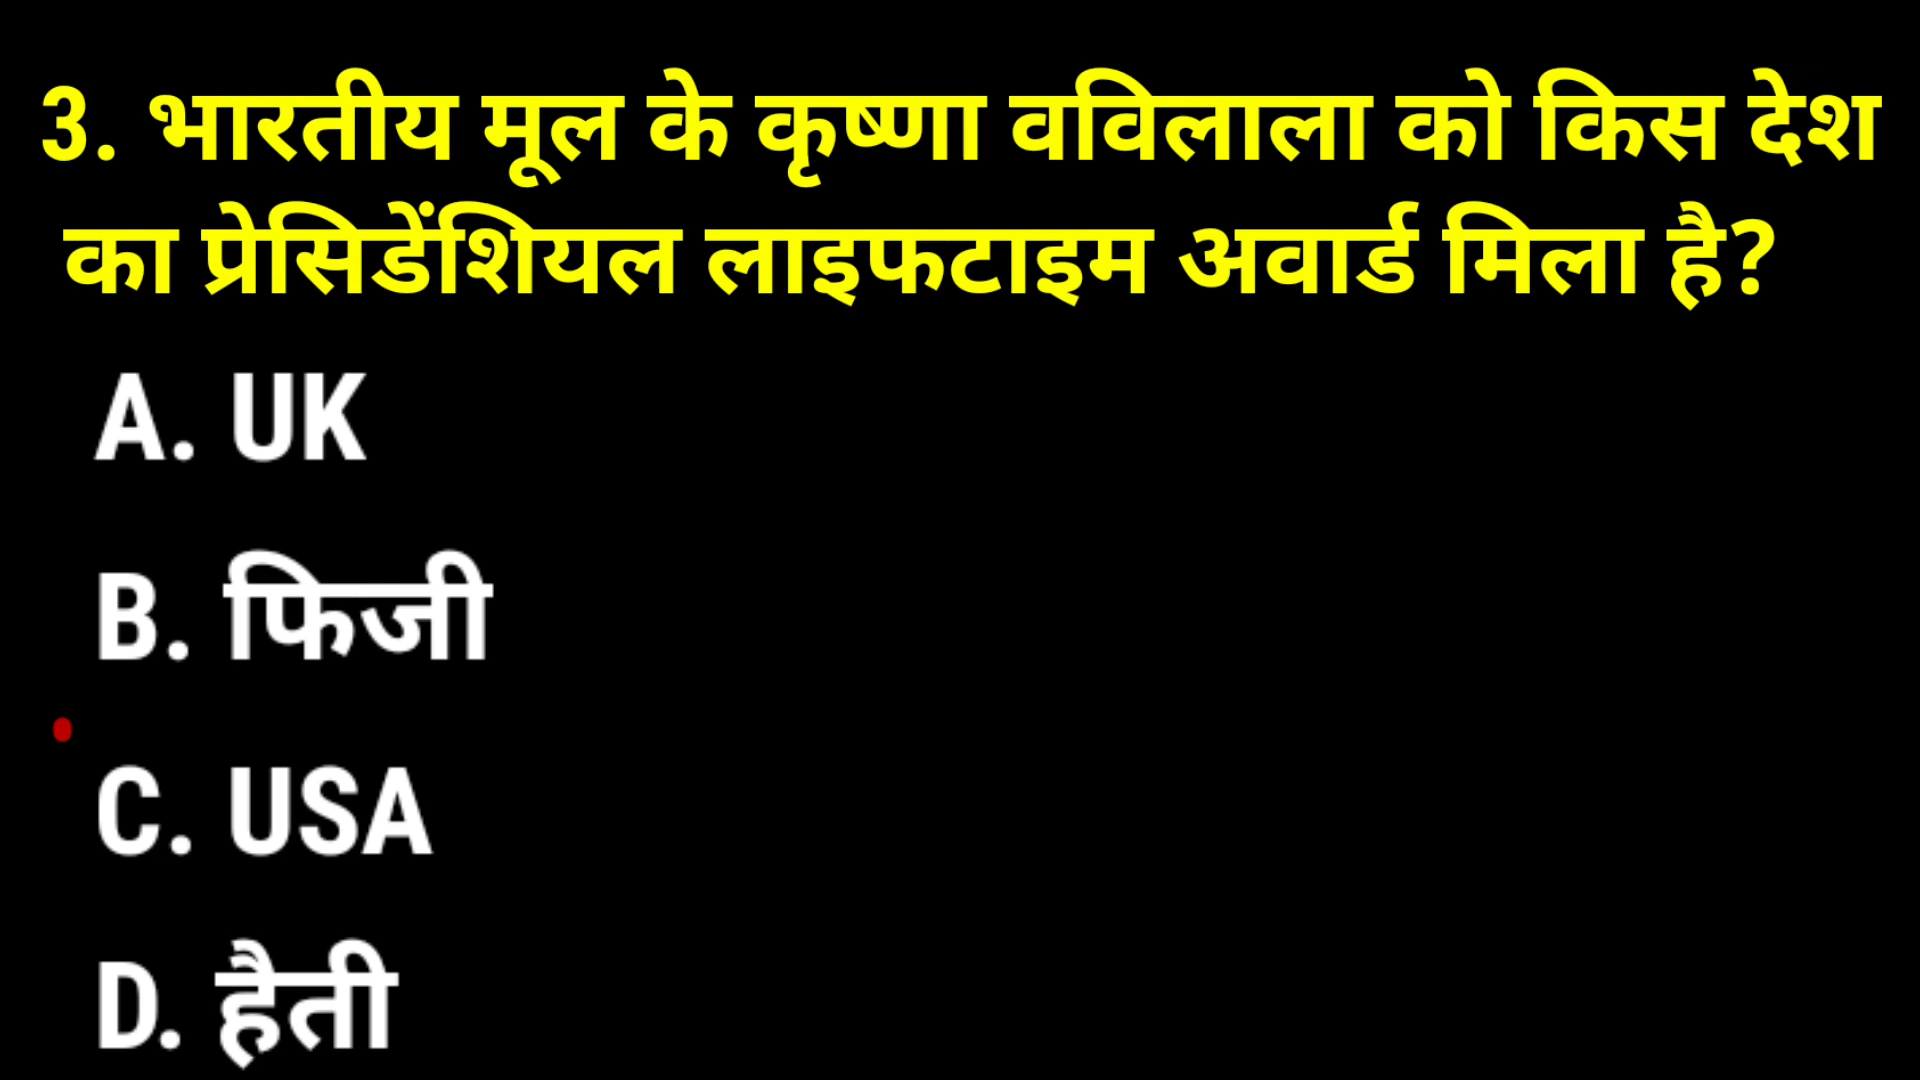 3. भारतीय मूल के कृष्णा वविलाला को किस देश
का प्रेसिडेंशियल लाइफटाइम अवार्ड मिला है?
A. UK
B. फिजी
C. USA
D. हैती